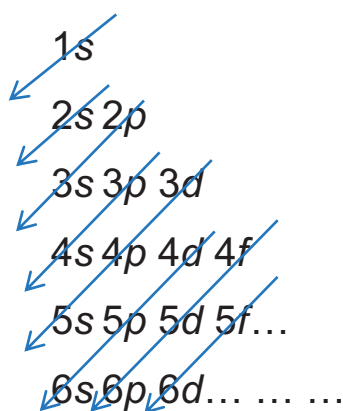 1s
2s 2p
3s 3p 3d
4s 4p 4d 4f
5s 5p 5d 5f…
6s 6p 6d… … …